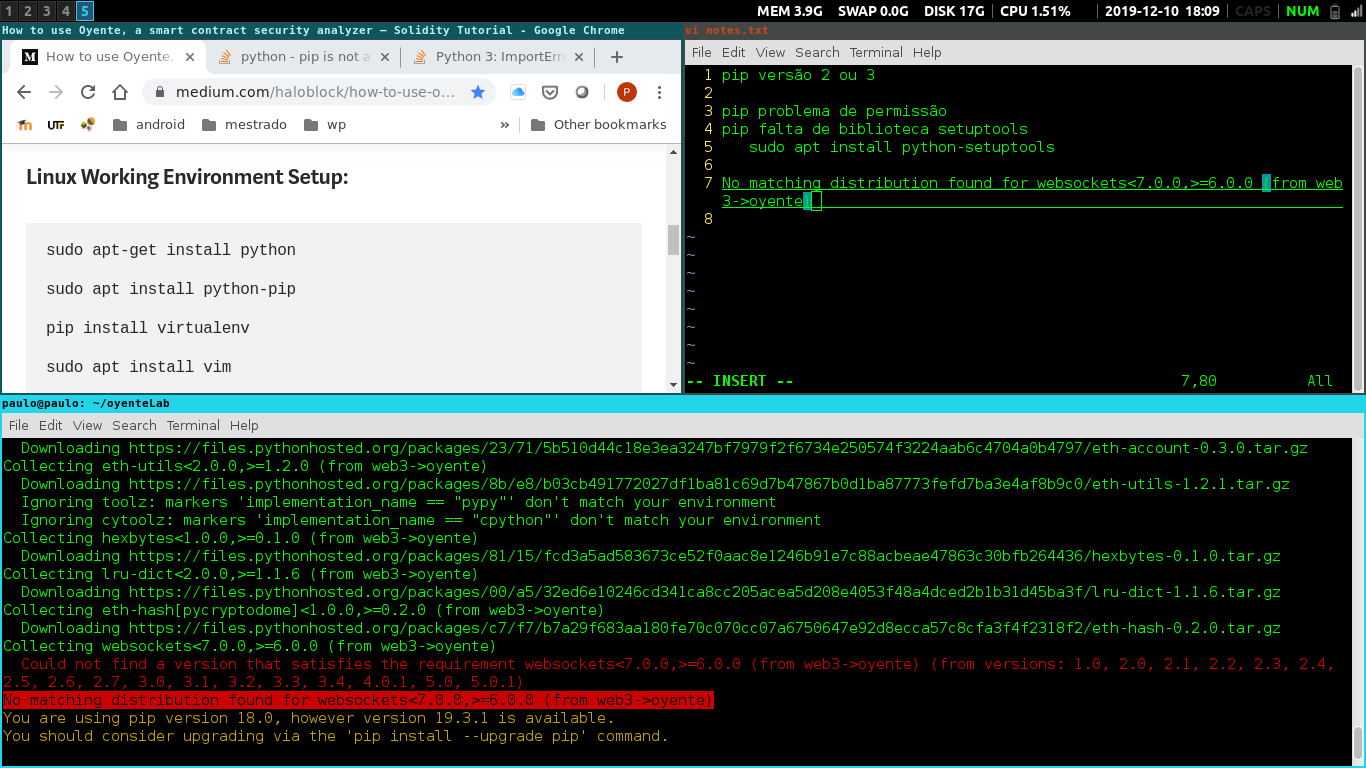 1 2 3 4 5 MEM 3.9G SWAP 0.0G DISK 17G CPU 1.51% 2019-12-10 18:09 CAPS NUM
How to use Oyente, a smart contract security analyzer — Solidity Tutorial - Google Chrome
How to use Oyente, python - pip is not a Python 3: ImportErr
medium.com/haloblock/how-to-use-o... P
UTF android mestrado wp » Other bookmarks
Linux Working Environment Setup:
sudo apt-get install python
sudo apt install python-pip
pip install virtualenv
sudo apt install vim
vi notes.txt
File Edit View Search Terminal Help
1 pip versão 2 ou 3
2
3 pip problema de permissão
4 pip falta de biblioteca setuptools
5 sudo apt install python-setuptools
6
7 No matching distribution found for websockets<7.0.0,>=6.0.0 (from web
3->oyente)
8
~
~
~
~
~
~
~
~
-- INSERT -- 7,80 All
paulo@paulo: ~/oyenteLab
File Edit View Search Terminal Help
Downloading https://files.pythonhosted.org/packages/23/71/5b510d44c18e3ea3247bf7979f2f6734e250574f3224aab6c4704a0b4797/eth-account-0.3.0.tar.gz
Collecting eth-utils<2.0.0,>=1.2.0 (from web3->oyente)
Downloading https://files.pythonhosted.org/packages/8b/e8/b03cb491772027df1ba81c69d7b47867b0d1ba87773fefd7ba3e4af8b9c0/eth-utils-1.2.1.tar.gz
Ignoring toolz: markers 'implementation_name == "pypy"' don't match your environment
Ignoring cytoolz: markers 'implementation_name == "cpython"' don't match your environment
Collecting hexbytes<1.0.0,>=0.1.0 (from web3->oyente)
Downloading https://files.pythonhosted.org/packages/81/15/fcd3a5ad583673ce52f0aac8e1246b91e7c88acbeae47863c30bfb264436/hexbytes-0.1.0.tar.gz
Collecting lru-dict<2.0.0,>=1.1.6 (from web3->oyente)
Downloading https://files.pythonhosted.org/packages/00/a5/32ed6e10246cd341ca8cc205acea5d208e4053f48a4dced2b1b31d45ba3f/lru-dict-1.1.6.tar.gz
Collecting eth-hash[pycryptodome]<1.0.0,>=0.2.0 (from web3->oyente)
Downloading https://files.pythonhosted.org/packages/c7/f7/b7a29f683aa180fe70c070cc07a6750647e92d8ecca57c8cfa3f4f2318f2/eth-hash-0.2.0.tar.gz
Collecting websockets<7.0.0,>=6.0.0 (from web3->oyente)
Could not find a version that satisfies the requirement websockets<7.0.0,>=6.0.0 (from web3->oyente) (from versions: 1.0, 2.0, 2.1, 2.2, 2.3, 2.4,
2.5, 2.6, 2.7, 3.0, 3.1, 3.2, 3.3, 3.4, 4.0.1, 5.0, 5.0.1)
No matching distribution found for websockets<7.0.0,>=6.0.0 (from web3->oyente)
You are using pip version 18.0, however version 19.3.1 is available.
You should consider upgrading via the 'pip install --upgrade pip' command.